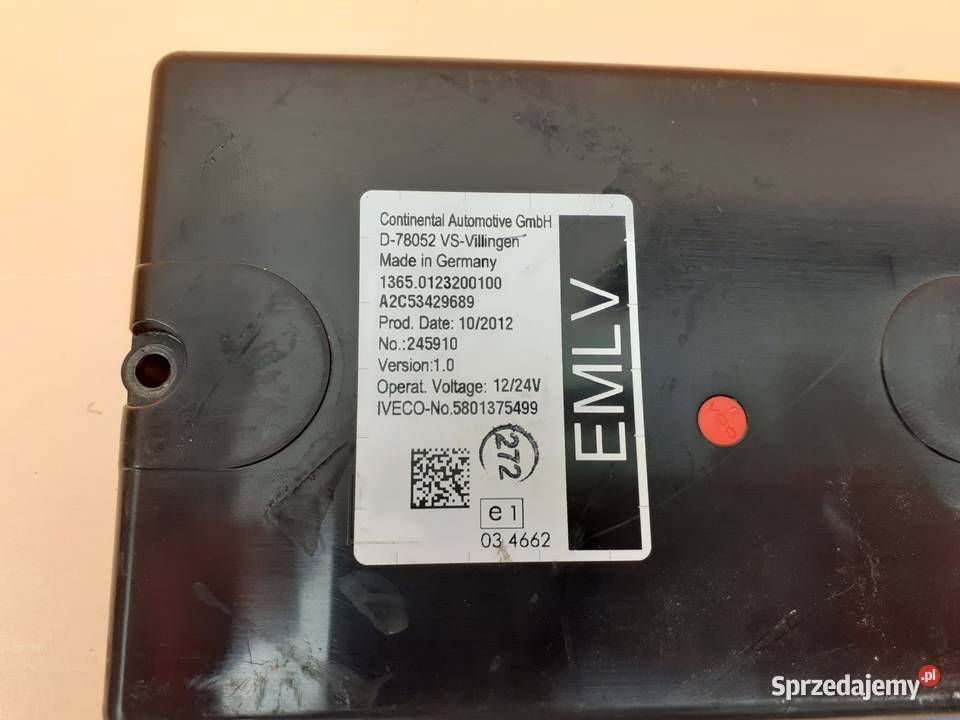 Continental Automotive GmbH
D-78052 VS-Villingen
Made in Germany
1365.0123200100
A2C53429689
Prod. Date: 10/2012
No.:245910
Version:1.0
Operat. Voltage: 12/24V
IVECO-No.5801375499
272
e1
03 4662
EMLV
VDO
Sprzedajemy.pl